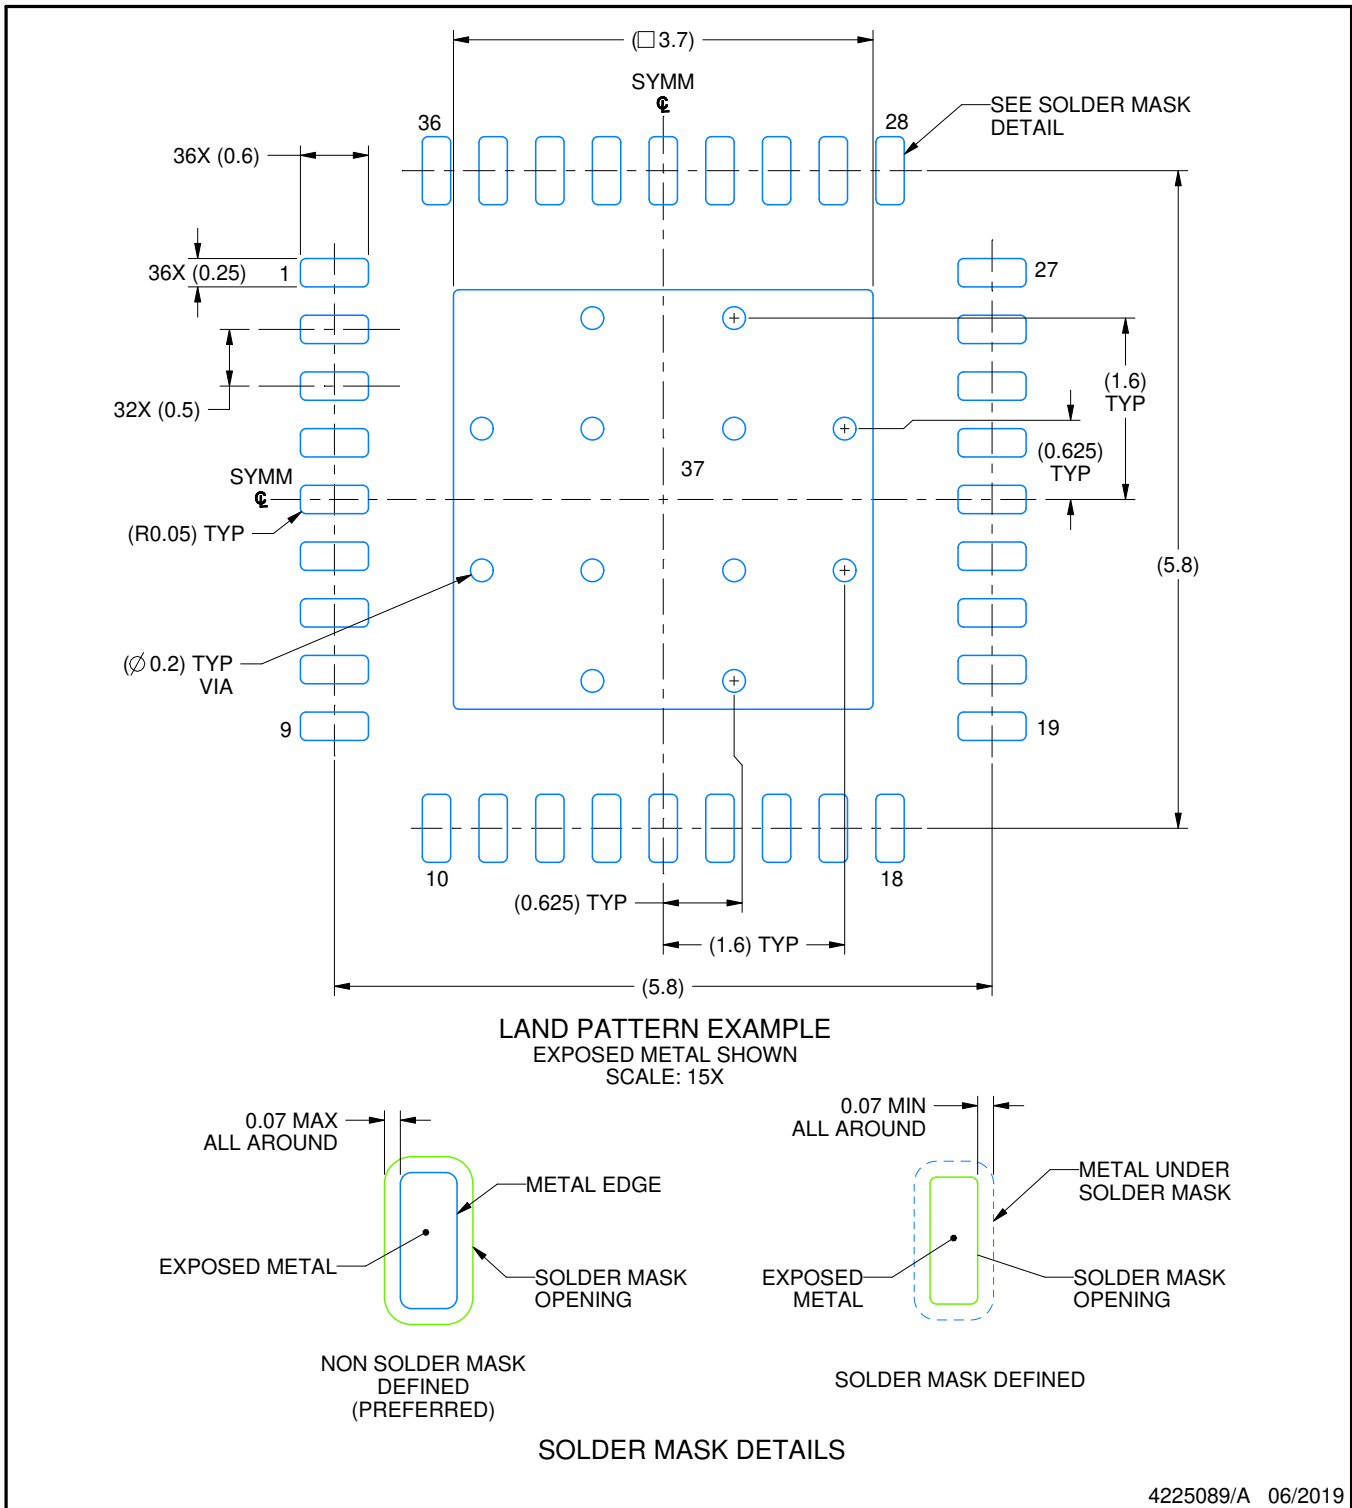 (□ 3.7)
SYMM
℄
SEE SOLDER MASK
DETAIL
36
28
36X (0.6)
36X (0.25)
1
27
32X (0.5)
(1.6)
TYP
(0.625)
TYP
37
SYMM
℄
(R0.05) TYP
(5.8)
(∅ 0.2) TYP
VIA
9
19
10
18
(0.625) TYP
(1.6) TYP
(5.8)
LAND PATTERN EXAMPLE
EXPOSED METAL SHOWN
SCALE: 15X
0.07 MAX
ALL AROUND
METAL EDGE
EXPOSED METAL
SOLDER MASK
OPENING
NON SOLDER MASK
DEFINED
(PREFERRED)
0.07 MIN
ALL AROUND
METAL UNDER
SOLDER MASK
EXPOSED
METAL
SOLDER MASK
OPENING
SOLDER MASK DEFINED
SOLDER MASK DETAILS
4225089/A 06/2019